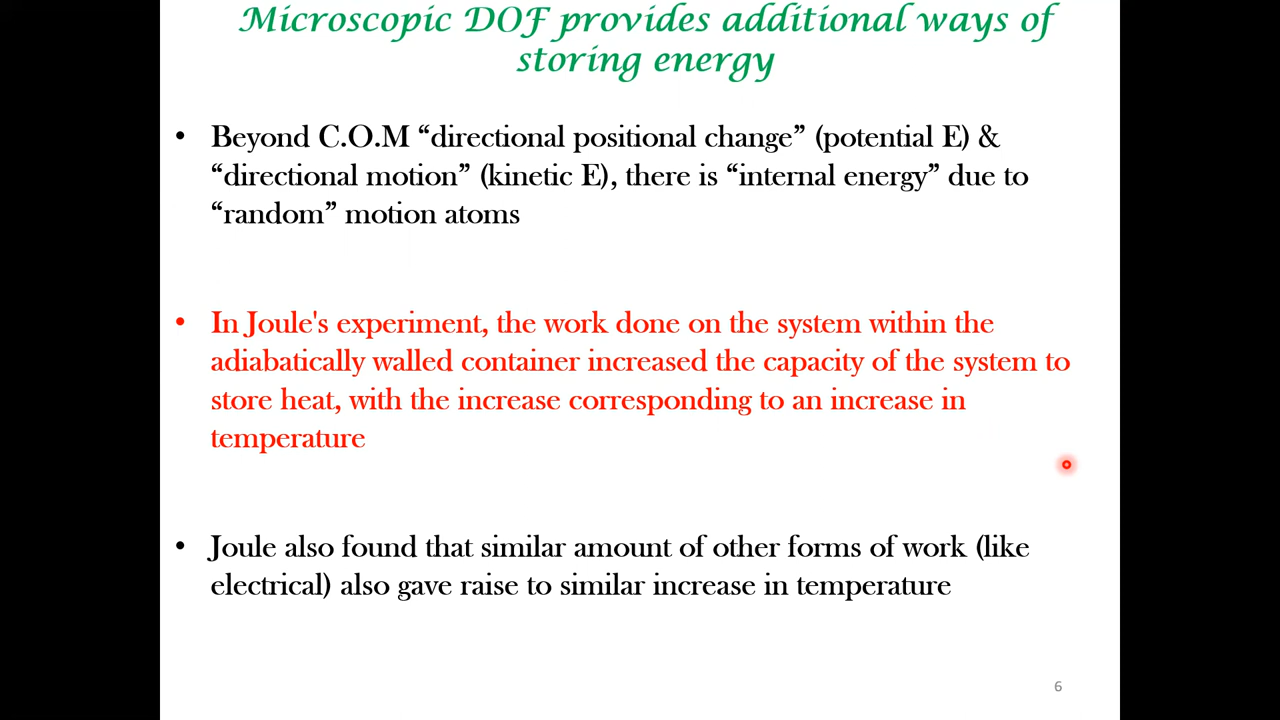 Microscopic DOF provides additional ways of
storing energy
• Beyond C.O.M “directional positional change” (potential E) &
“directional motion” (kinetic E), there is “internal energy” due to
“random” motion atoms
• In Joule's experiment, the work done on the system within the
adiabatically walled container increased the capacity of the system to
store heat, with the increase corresponding to an increase in
temperature
• Joule also found that similar amount of other forms of work (like
electrical) also gave raise to similar increase in temperature
6